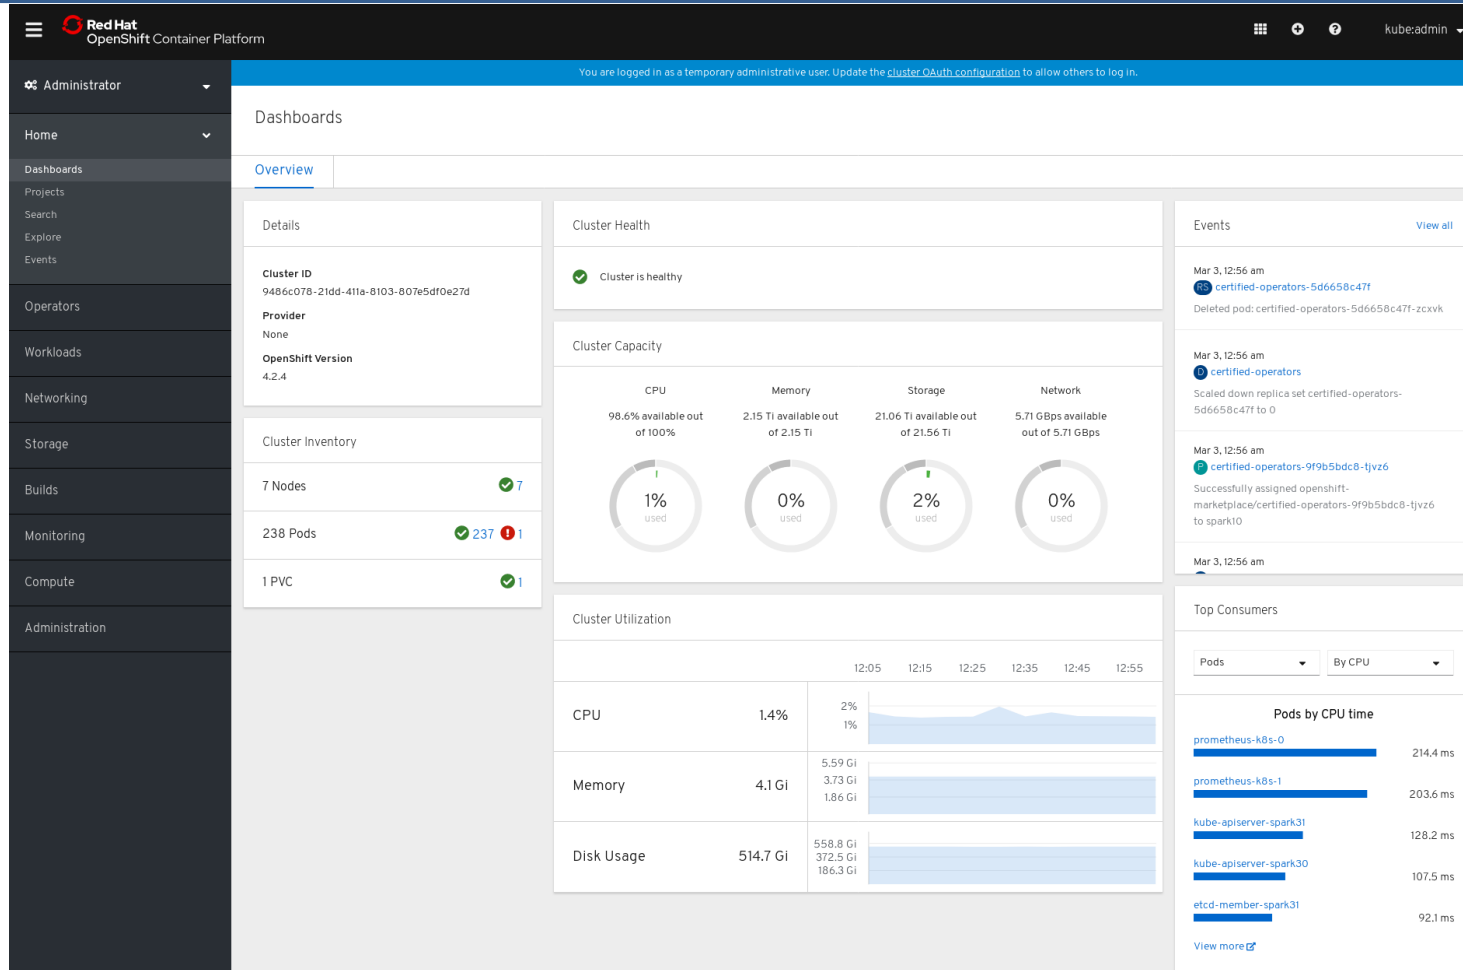 Red Hat
OpenShift Container Platform
kube:admin
Administrator
You are logged in as a temporary administrative user. Update the cluster OAuth configuration to allow others to log in.
Home
Dashboards
Projects
Search
Explore
Events
Operators
Workloads
Networking
Storage
Builds
Monitoring
Compute
Administration
Dashboards
Overview
Details
Cluster ID
9486c078-21dd-411a-8103-807e5df0e27d
Provider
None
OpenShift Version
4.2.4
Cluster Inventory
7 Nodes
7
238 Pods
237
1
1 PVC
1
Cluster Health
Cluster is healthy
Cluster Capacity
CPU
98.6% available out
of 100%
1%
used
Memory
2.15 Ti available out
of 2.15 Ti
0%
used
Storage
21.06 Ti available out
of 21.56 Ti
2%
used
Network
5.71 GBps available
out of 5.71 GBps
0%
used
Cluster Utilization
12:05 12:15 12:25 12:35 12:45 12:55
CPU
1.4%
2%
1%
Memory
4.1 Gi
5.59 Gi
3.73 Gi
1.86 Gi
Disk Usage
514.7 Gi
558.8 Gi
372.5 Gi
186.3 Gi
Events
View all
Mar 3, 12:56 am
RS certified-operators-5d6658c47f
Deleted pod: certified-operators-5d6658c47f-zcxvk
Mar 3, 12:56 am
D certified-operators
Scaled down replica set certified-operators-
5d6658c47f to 0
Mar 3, 12:56 am
P certified-operators-9f9b5bdc8-tjvz6
Successfully assigned openshift-
marketplace/certified-operators-9f9b5bdc8-tjvz6
to spark10
Mar 3, 12:56 am
Top Consumers
Pods
By CPU
Pods by CPU time
prometheus-k8s-0
214.4 ms
prometheus-k8s-1
203.6 ms
kube-apiserver-spark31
128.2 ms
kube-apiserver-spark30
107.5 ms
etcd-member-spark31
92.1 ms
View more